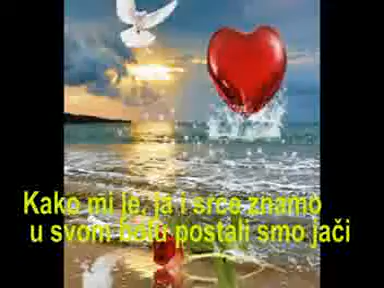 Kako mi je, ja i srce znamo
u svom bolu postali smo jači